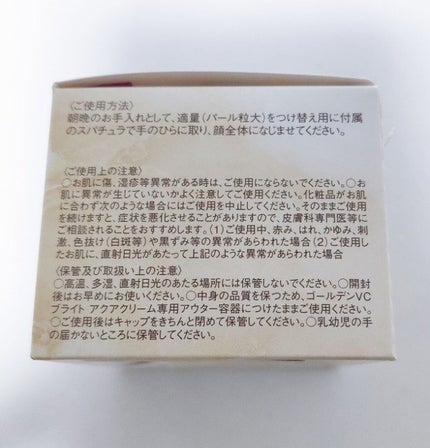 〈ご使用方法〉
朝晩のお手入れとして、適量(パール粒大)をつけ替え用に付属
のスパチュラで手のひらに取り、顔全体になじませてください。
〈ご使用上の注意〉
○お肌に傷、湿疹等異常がある時は、ご使用にならないでください。○お
肌に異常が生じていないかよく注意してご使用ください。化粧品がお肌
に合わず次のような場合にはご使用を中止してください。そのままご使用
を続けますと、症状を悪化させることがありますので、皮膚科専門医等に
ご相談されることをおすすめします。(1)ご使用中、赤み、はれ、かゆみ、刺
激、色抜け(白斑等)や黒ずみ等の異常があらわれた場合(2)ご使用し
たお肌に、直射日光があたって上記のような異常があらわれた場合
〈保管及び取扱い上の注意〉
○高温、多湿、直射日光のあたる場所には保管しないでください。○開封
後はお早めにお使いください。○中身の品質を保つため、ゴールデンVC
ブライト アクアクリーム専用アウター容器につけたままご使用ください。
○ご使用後はキャップをきちんと閉めて保管してください。○乳幼児の手
の届かないところに保管してください。